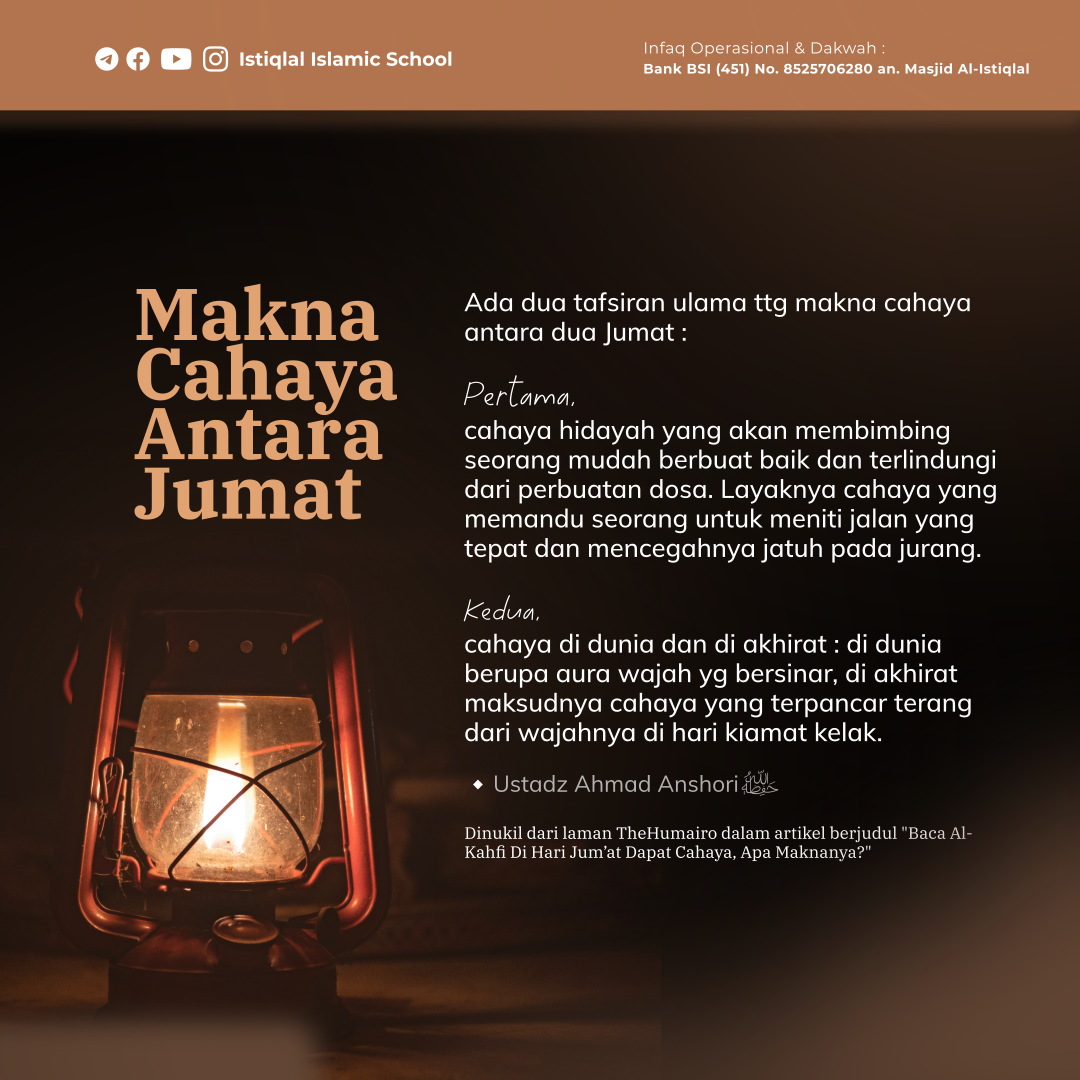 Istiqlal Islamic School
Infaq Operasional & Dakwah :
Bank BSI (451) No. 8525706280 an. Masjid Al-Istiqlal
Makna
Cahaya
Antara
Jumat
Ada dua tafsiran ulama ttg makna cahaya
antara dua Jumat :
Pertama,
cahaya hidayah yang akan membimbing
seorang mudah berbuat baik dan terlindungi
dari perbuatan dosa. Layaknya cahaya yang
memandu seorang untuk meniti jalan yang
tepat dan mencegahnya jatuh pada jurang.
Kedua,
cahaya di dunia dan di akhirat : di dunia
berupa aura wajah yg bersinar, di akhirat
maksudnya cahaya yang terpancar terang
dari wajahnya di hari kiamat kelak.
Ustadz Ahmad Anshori حفظه الله
Dinukil dari laman TheHumairo dalam artikel berjudul "Baca Al-
Kahfi Di Hari Jum’at Dapat Cahaya, Apa Maknanya?"